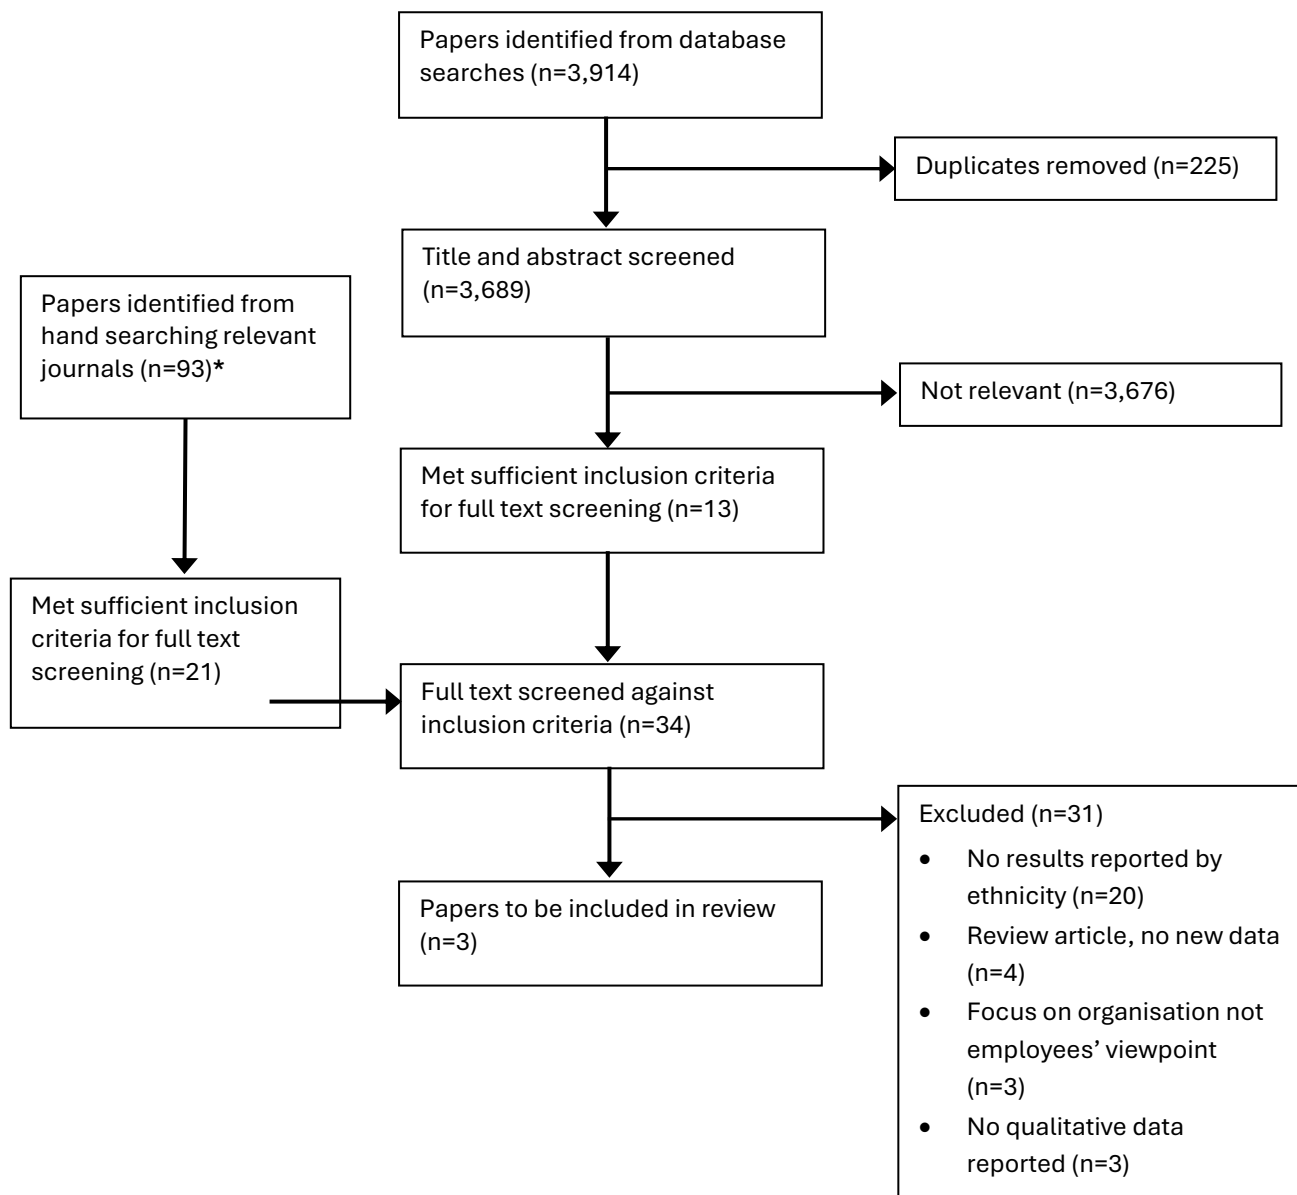 Papers identified from database
searches (n=3,914)
Duplicates removed (n=225)
Title and abstract screened
(n=3,689)
Papers identified from
hand searching relevant
journals (n=93)*
Not relevant (n=3,676)
Met sufficient inclusion criteria
for full text screening (n=13)
Met sufficient inclusion
criteria for full text
screening (n=21)
Full text screened against
inclusion criteria (n=34)
Excluded (n=31)
• No results reported by
ethnicity (n=20)
• Review article, no new data
(n=4)
• Focus on organisation not
employees’ viewpoint
(n=3)
• No qualitative data
reported (n=3)
Papers to be included in review
(n=3)